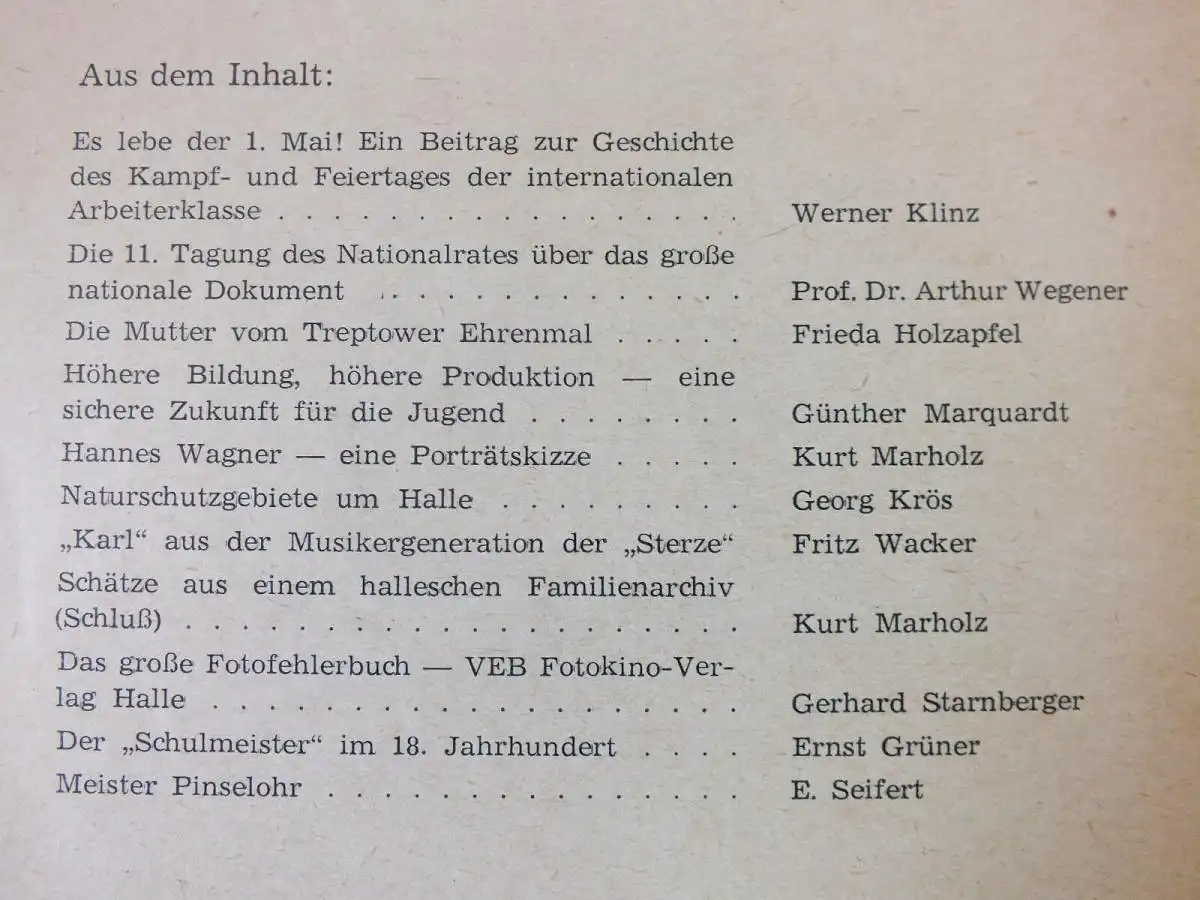 Aus dem Inhalt:
Es lebe der 1. Mai! Ein Beitrag zur Geschichte
des Kampf- und Feiertages der internationalen
Arbeiterklasse . . . . . . . . . . . . . . . . . Werner Klinz
Die 11. Tagung des Nationalrates über das große
nationale Dokument . . . . . . . . . . . . . . Prof. Dr. Arthur Wegener
Die Mutter vom Treptower Ehrenmal . . . . . Frieda Holzapfel
Höhere Bildung, höhere Produktion — eine
sichere Zukunft für die Jugend . . . . . . . . Günther Marquardt
Hannes Wagner — eine Porträtskizze . . . . . Kurt Marholz
Naturschutzgebiete um Halle . . . . . . . . . Georg Krös
„Karl“ aus der Musikergeneration der „Sterze“ Fritz Wacker
Schätze aus einem halleschen Familienarchiv
(Schluß) . . . . . . . . . . . . . . . . . . . . Kurt Marholz
Das große Fotofehlerbuch — VEB Fotokino-Ver-
lag Halle . . . . . . . . . . . . . . . . . . . Gerhard Starnberger
Der „Schulmeister“ im 18. Jahrhundert . . . . Ernst Grüner
Meister Pinselohr . . . . . . . . . . . . . . . E. Seifert